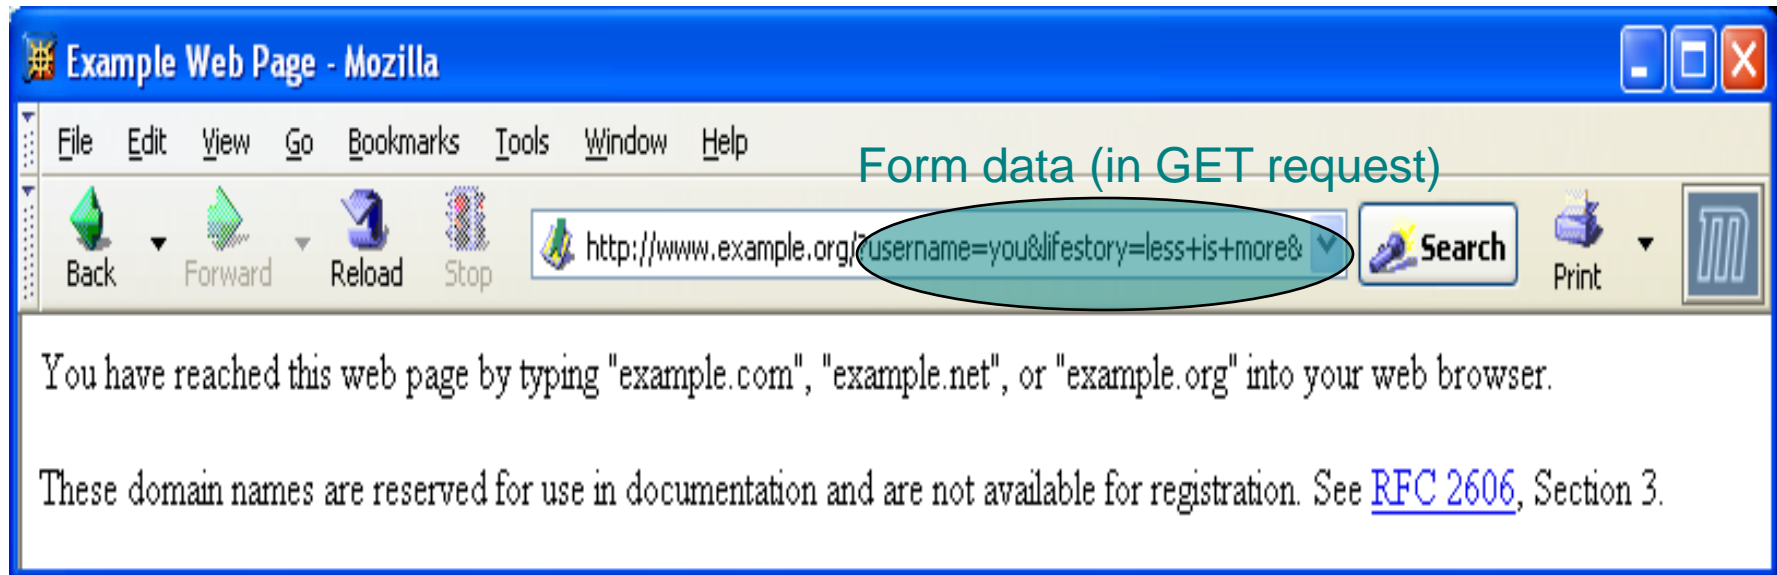 Example Web Page - Mozilla
File Edit View Go Bookmarks Tools Window Help
Form data (in GET request)
Back Forward Reload Stop http://www.example.org/?username=you&lifestory=less+is+more& Search Print m
You have reached this web page by typing "example.com", "example.net", or "example.org" into your web browser.
These domain names are reserved for use in documentation and are not available for registration. See RFC 2606, Section 3.